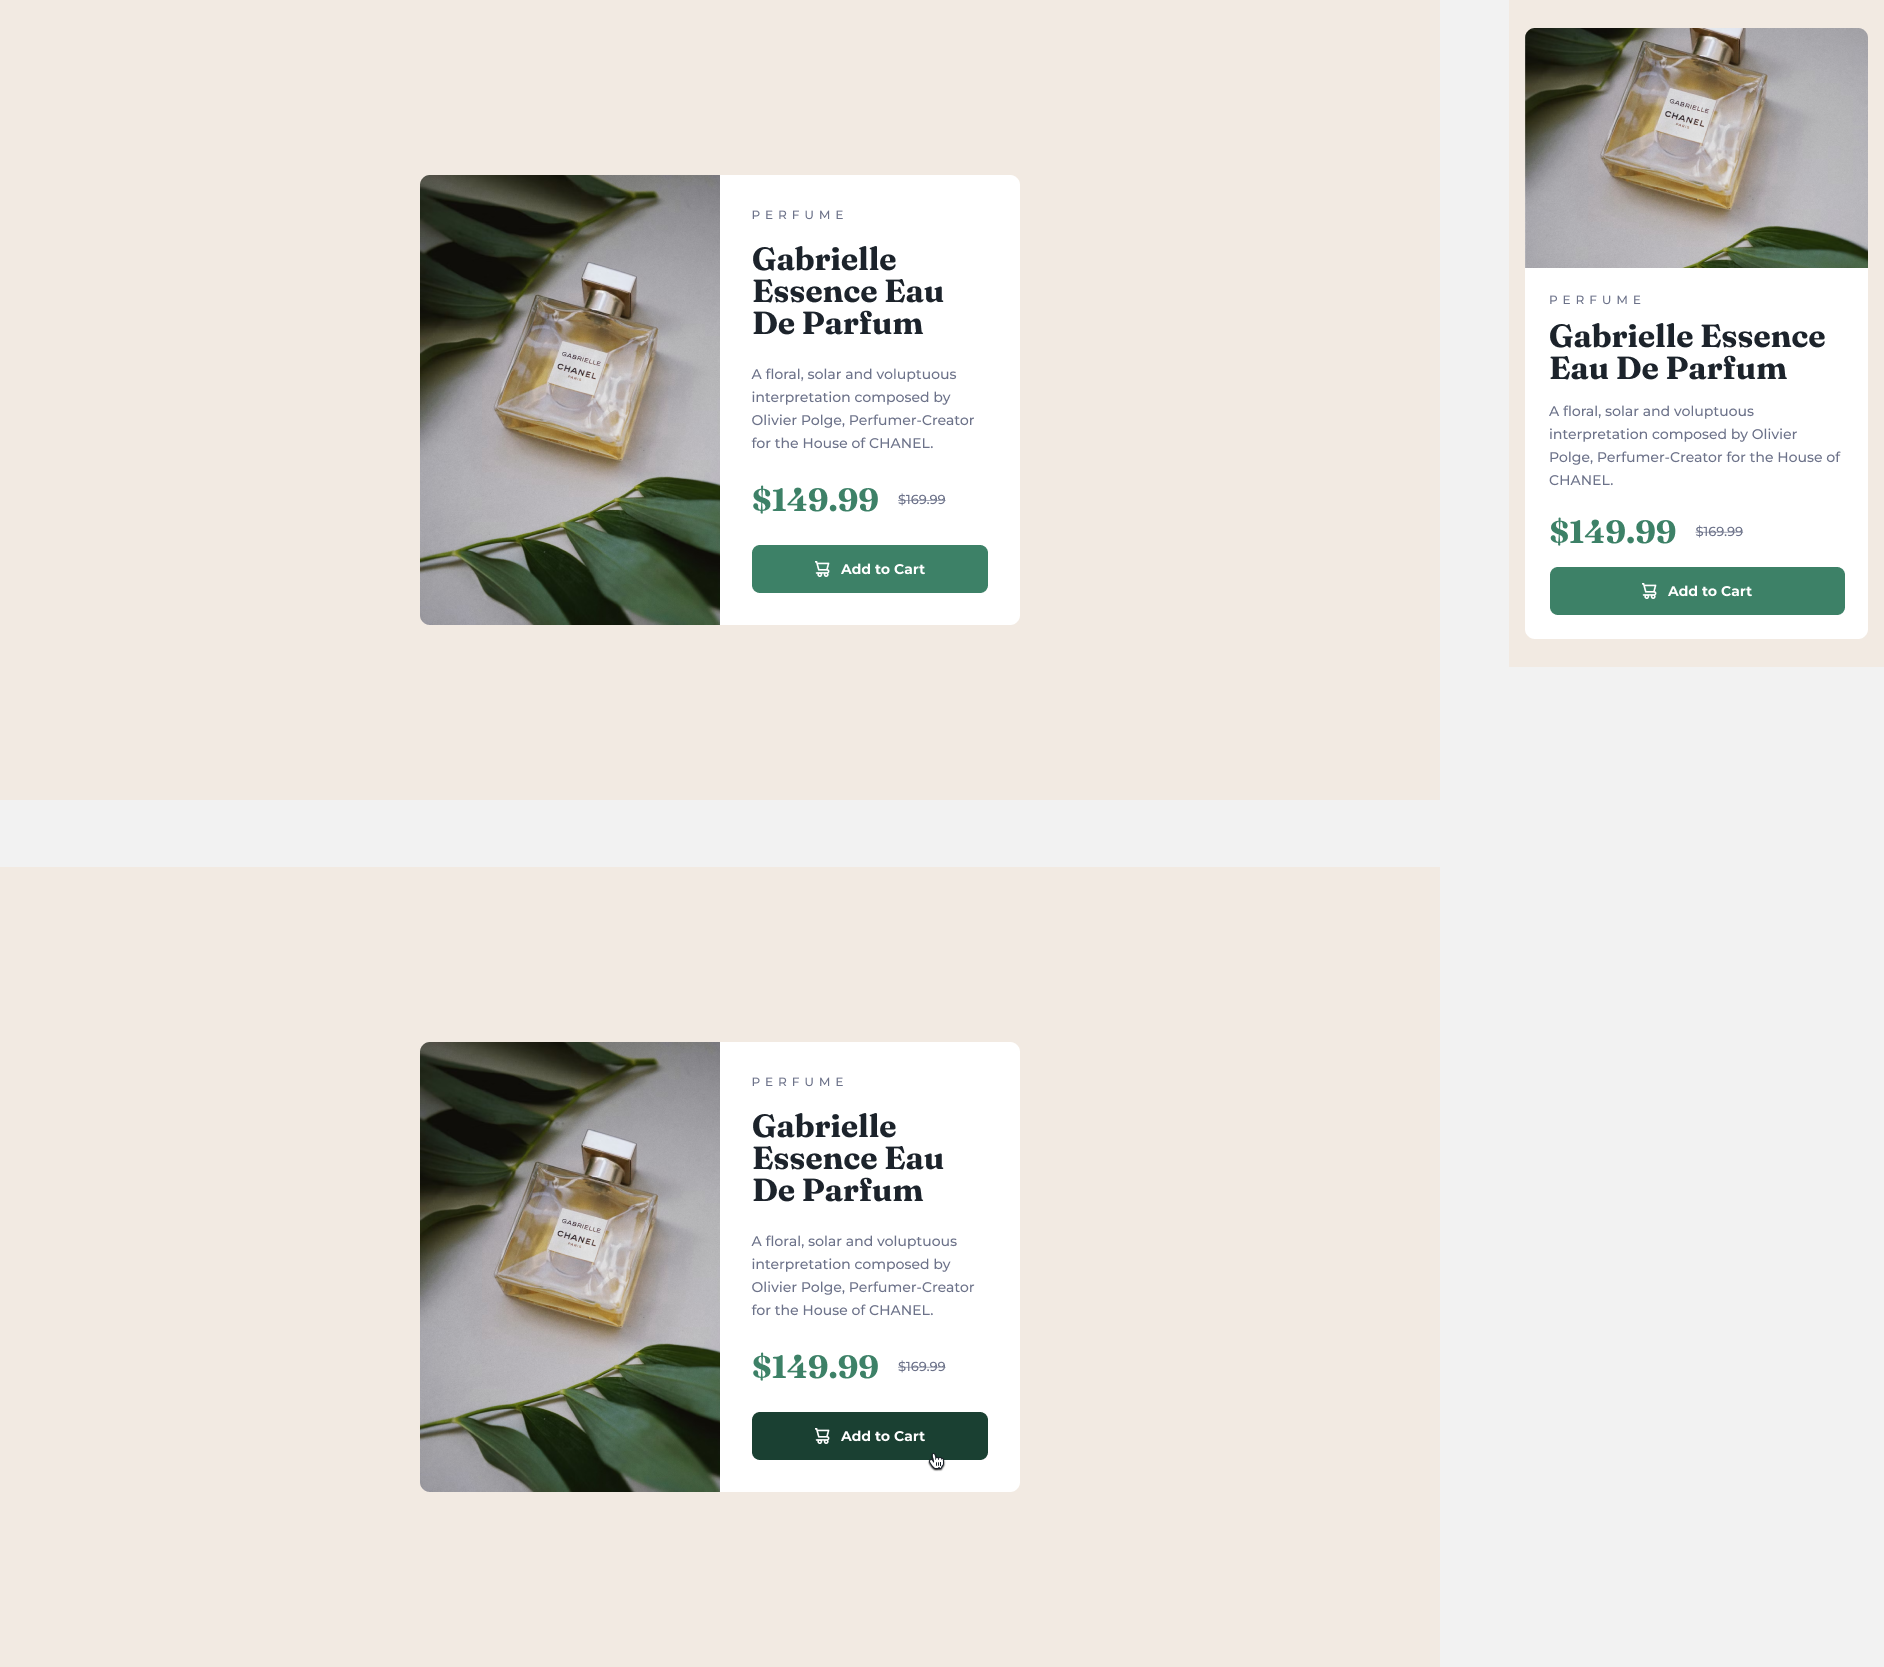 GABRIELLE
CHANEL
PARIS
PERFUME
Gabrielle
Essence Eau
De Parfum
A floral, solar and voluptuous
interpretation composed by
Olivier Polge, Perfumer-Creator
for the House of CHANEL.
$149.99 $169.99
Add to Cart
GABRIELLE
CHANEL
PARIS
PERFUME
Gabrielle Essence
Eau De Parfum
A floral, solar and voluptuous
interpretation composed by Olivier
Polge, Perfumer-Creator for the House of
CHANEL.
$149.99 $169.99
Add to Cart
GABRIELLE
CHANEL
PARIS
PERFUME
Gabrielle
Essence Eau
De Parfum
A floral, solar and voluptuous
interpretation composed by
Olivier Polge, Perfumer-Creator
for the House of CHANEL.
$149.99 $169.99
Add to Cart